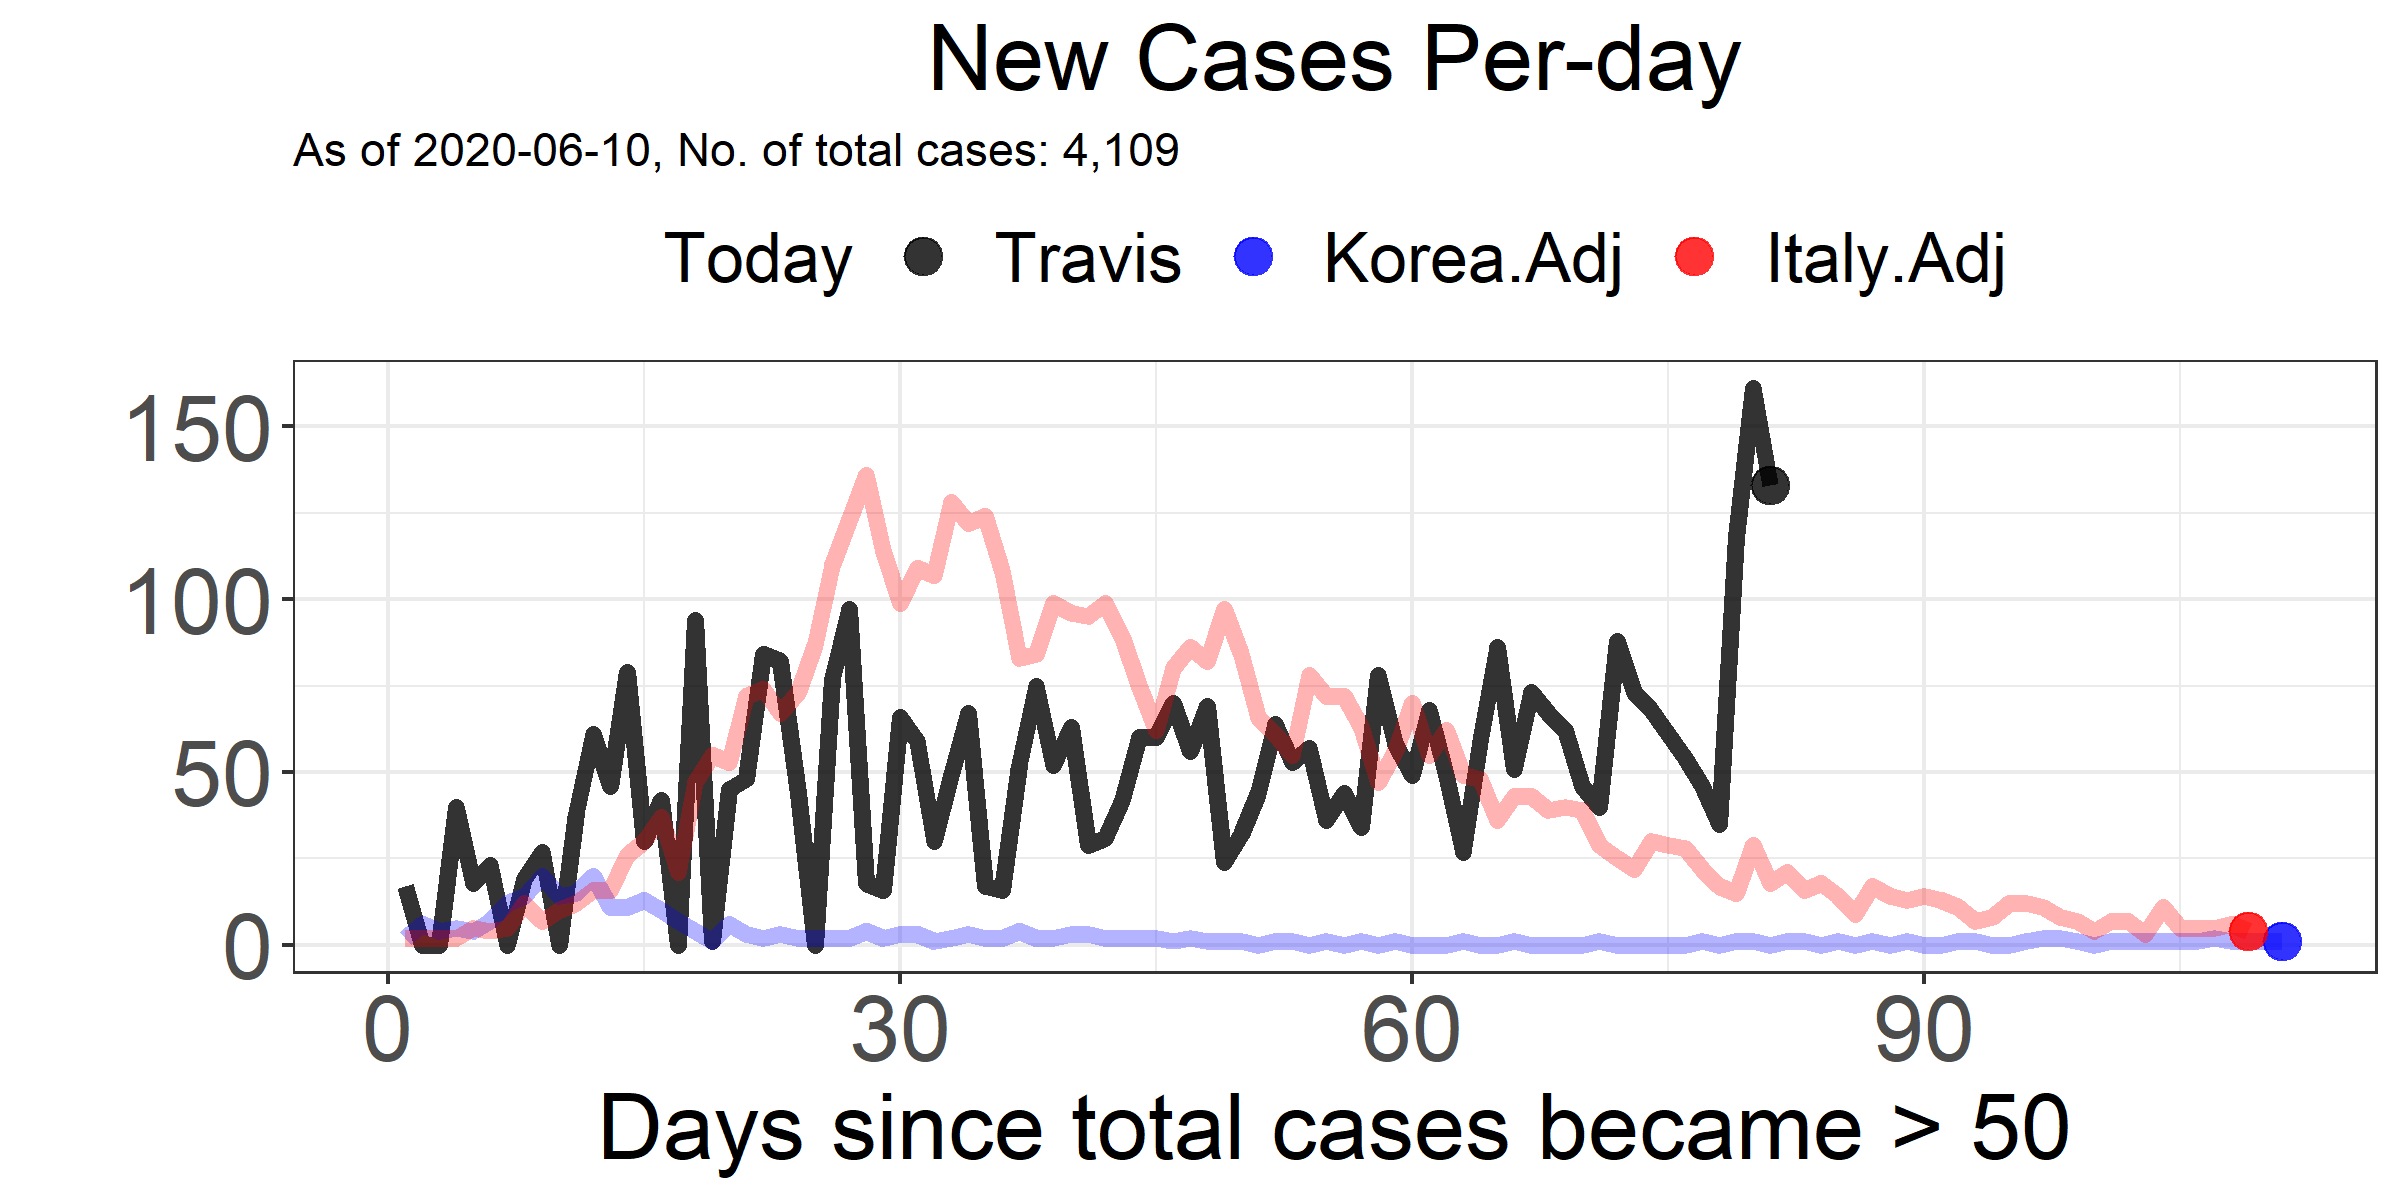 New Cases Per-day
As of 2020-06-10, No. of total cases: 4,109
Today Travis Korea.Adj Italy.Adj
150
100
50
0
0 30 60 90
Days since total cases became > 50